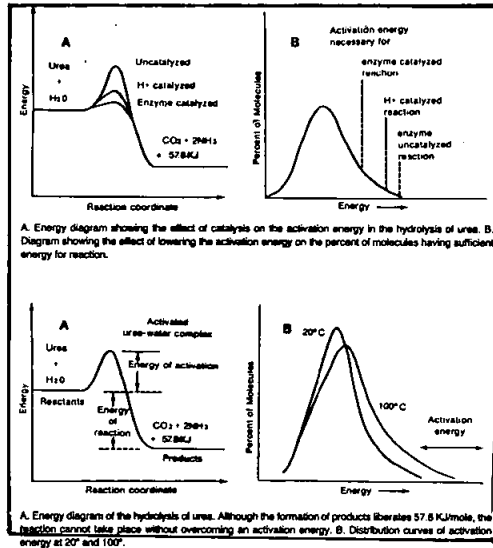 A
Urea
+
H₂O
Uncatalyzed
H+ catalyzed
Enzyme catalyzed
CO₂ + 2NH₃
+ 57.8KJ
Energy
Reaction coordinate
B
Activation energy
necessary for
enzyme catalyzed
reaction
H+ catalyzed
reaction
enzyme
uncatalyzed
reaction
Percent of Molecules
Energy
A. Energy diagram showing the effect of catalysis on the activation energy in the hydrolysis of urea. B.
Diagram showing the effect of lowering the activation energy on the percent of molecules having sufficient
energy for reaction.
A
Urea
+
H₂O
Reactants
Activated
urea-water complex
Energy of activation
Energy
of
reaction
CO₂ + 2NH₃
+ 57.8KJ
Products
Energy
Reaction coordinate
B
20°C
100°C
Activation
energy
Percent of Molecules
Energy
A. Energy diagram of the hydrolysis of urea. Although the formation of products liberates 57.8 KJ/mole, the
reaction cannot take place without overcoming an activation energy. B. Distribution curves of activation
energy at 20° and 100°.